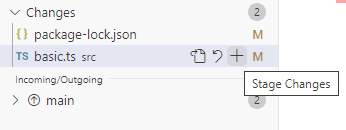 Changes 2
{ } package-lock.json M
TS basic.ts src M
Stage Changes
Incoming/Outgoing
main 2